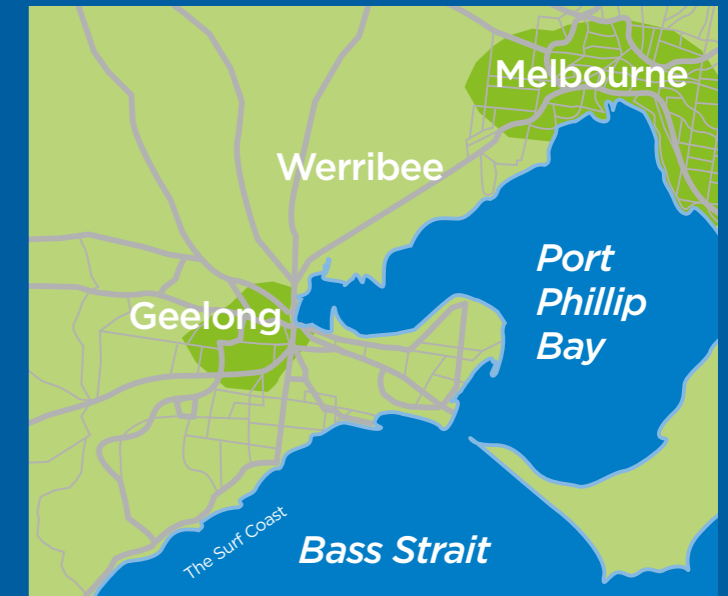 Melbourne
Werribee
Port
Phillip
Bay
Geelong
The Surf Coast
Bass Strait